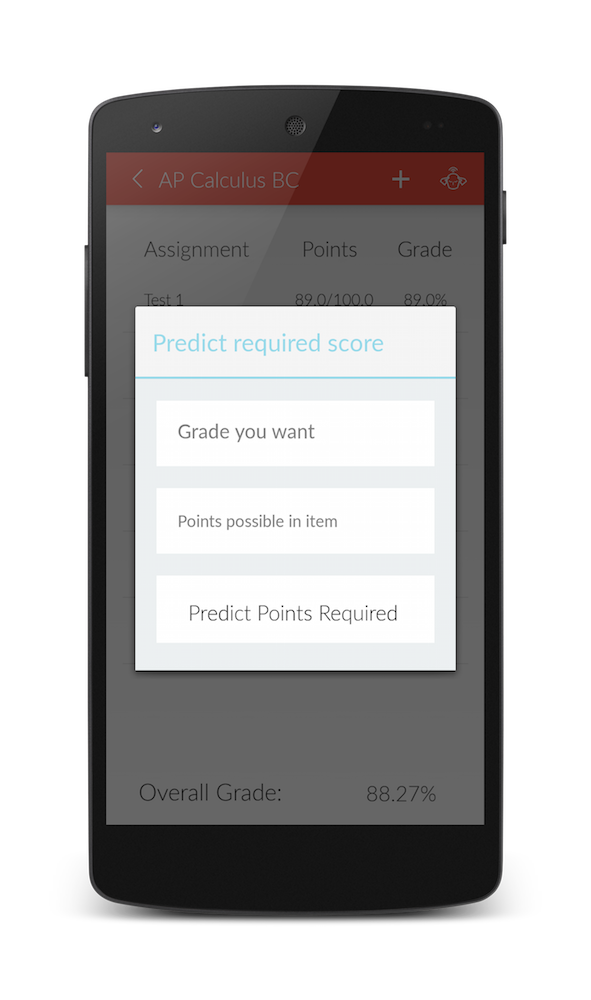 AP Calculus BC
Assignment Points Grade
Test 1 89.0/100.0 89.0%
Predict required score
Grade you want
Points possible in item
Predict Points Required
Overall Grade: 88.27%